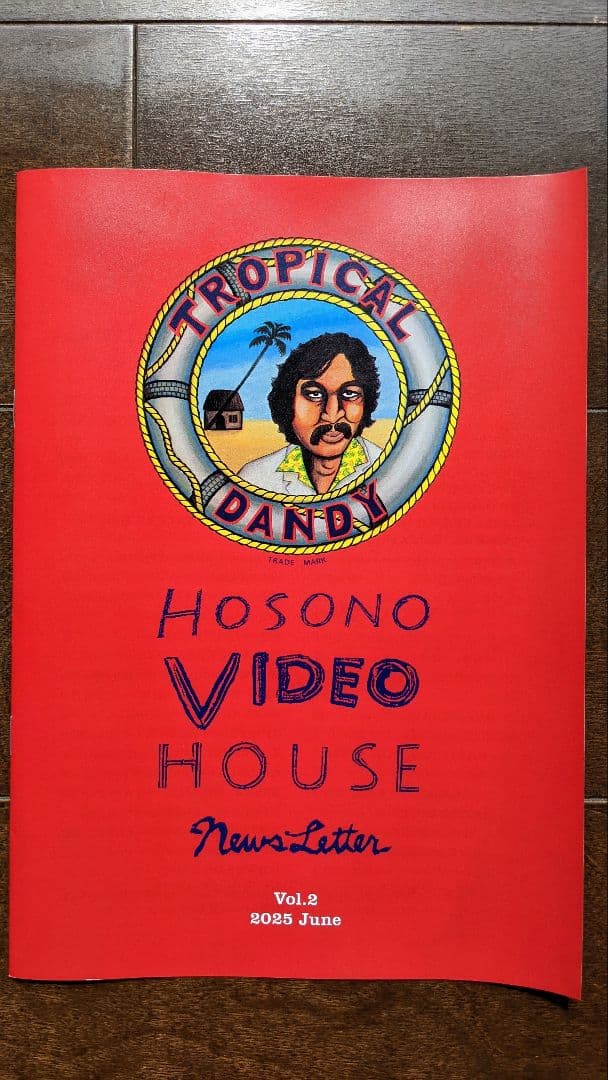 TROPICAL
DANDY
TRADE MARK
HOSONO
VIDEO
HOUSE
News Letter
Vol.2
2025 June